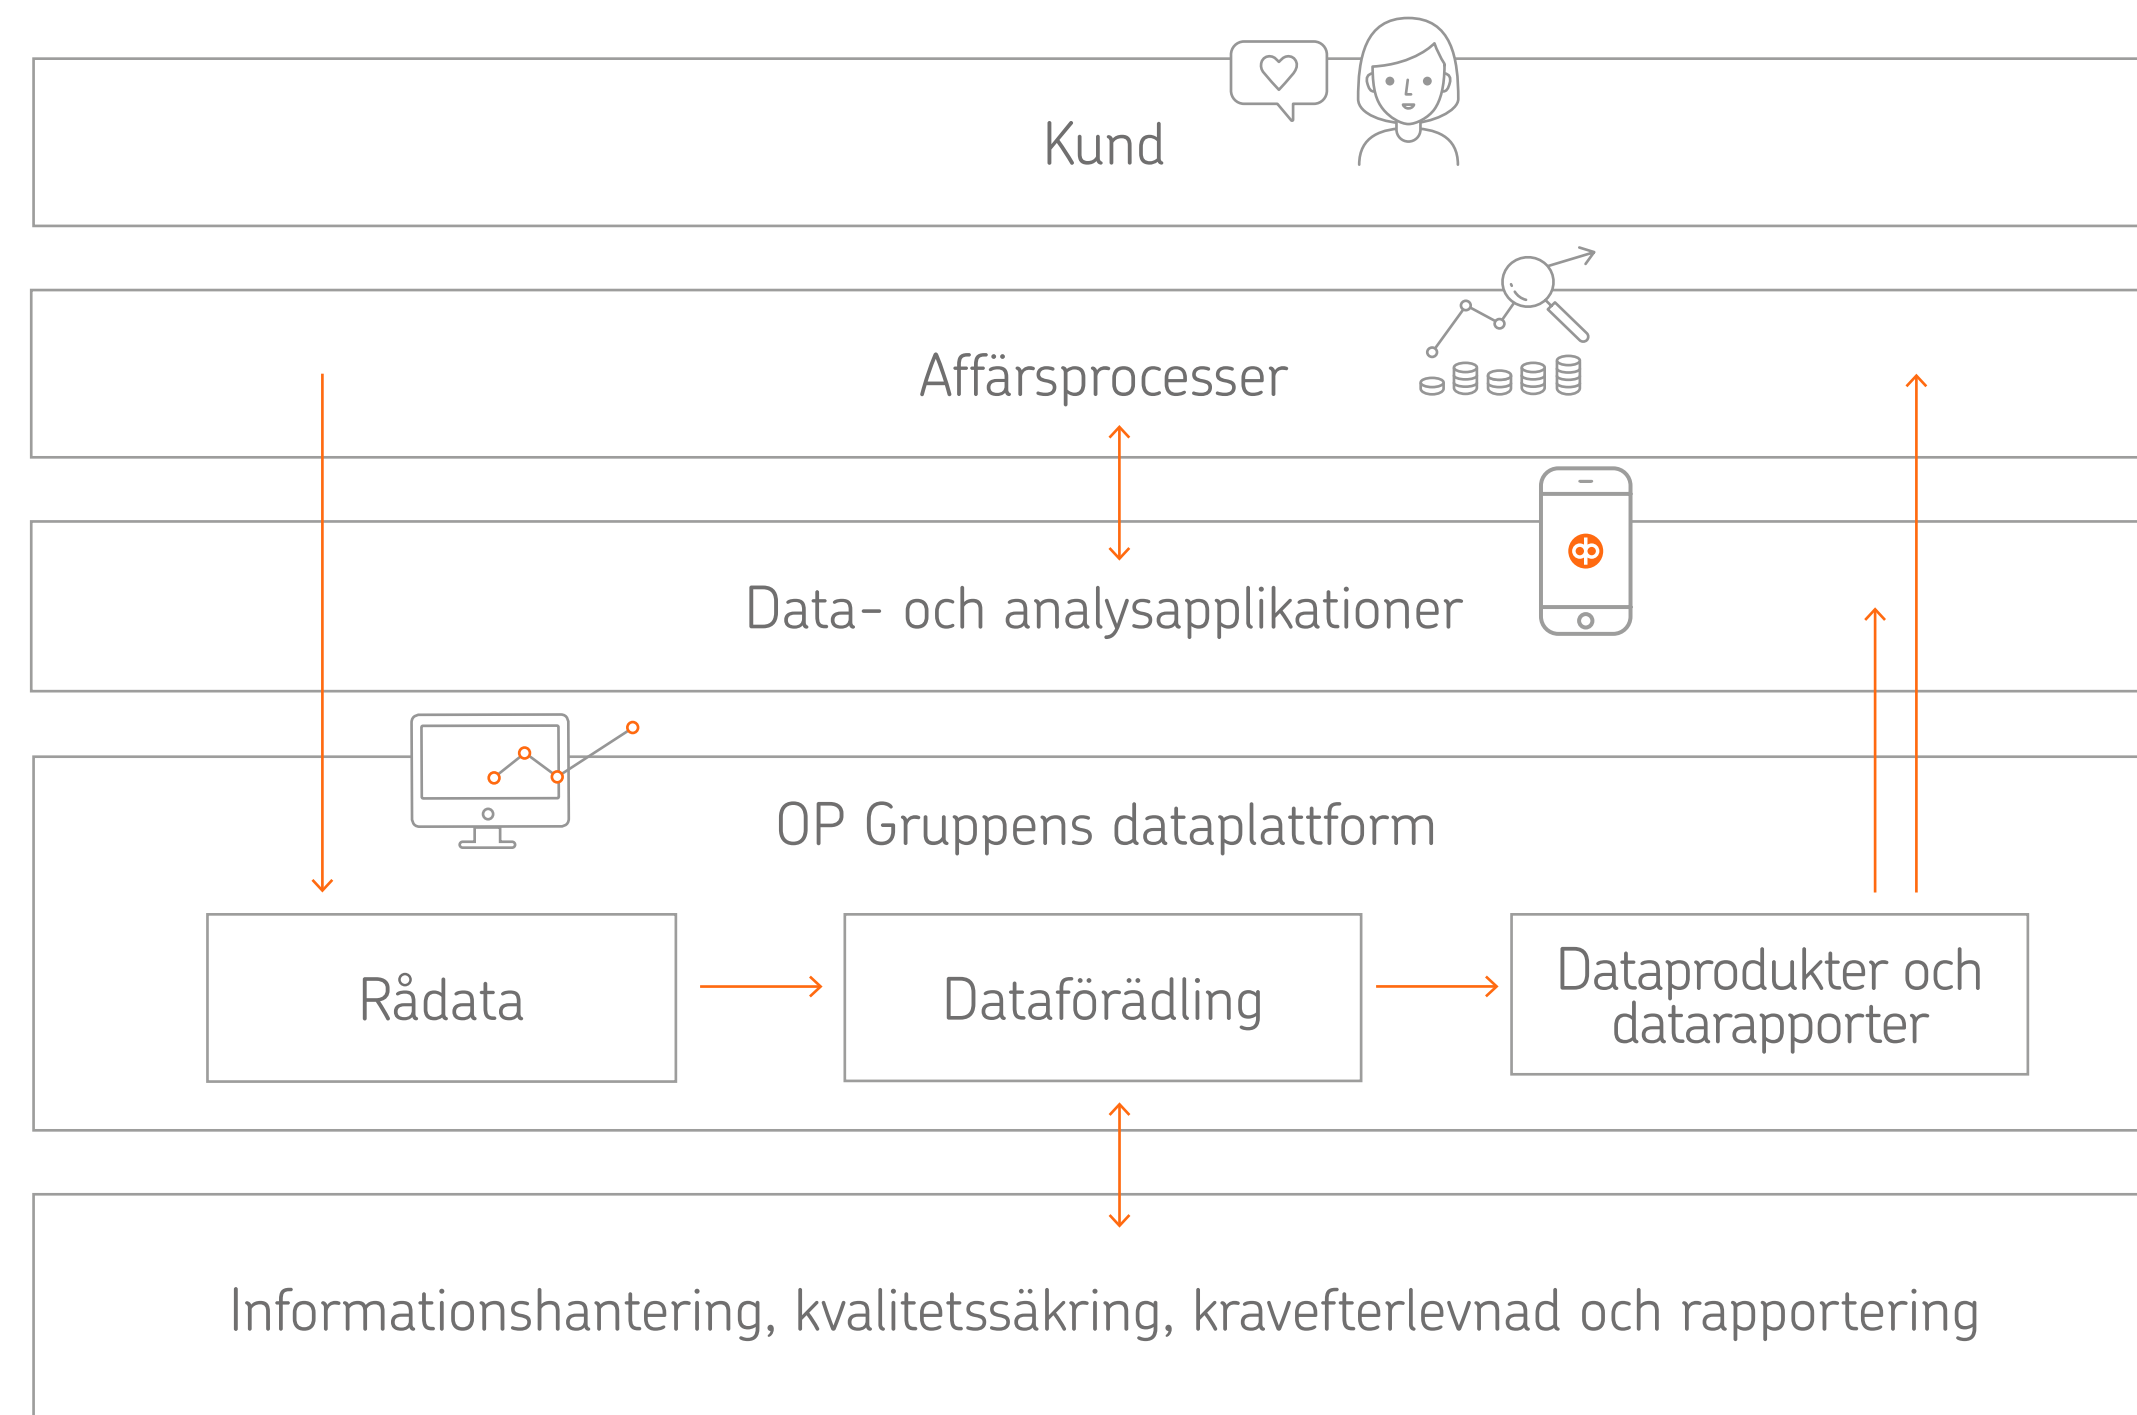 Kund
Affärsprocesser
Data- och analysapplikationer
OP Gruppens dataplattform
Rådata
Dataförädling
Dataprodukter och
datarapporter
Informationshantering, kvalitetssäkring, kravefterlevnad och rapportering